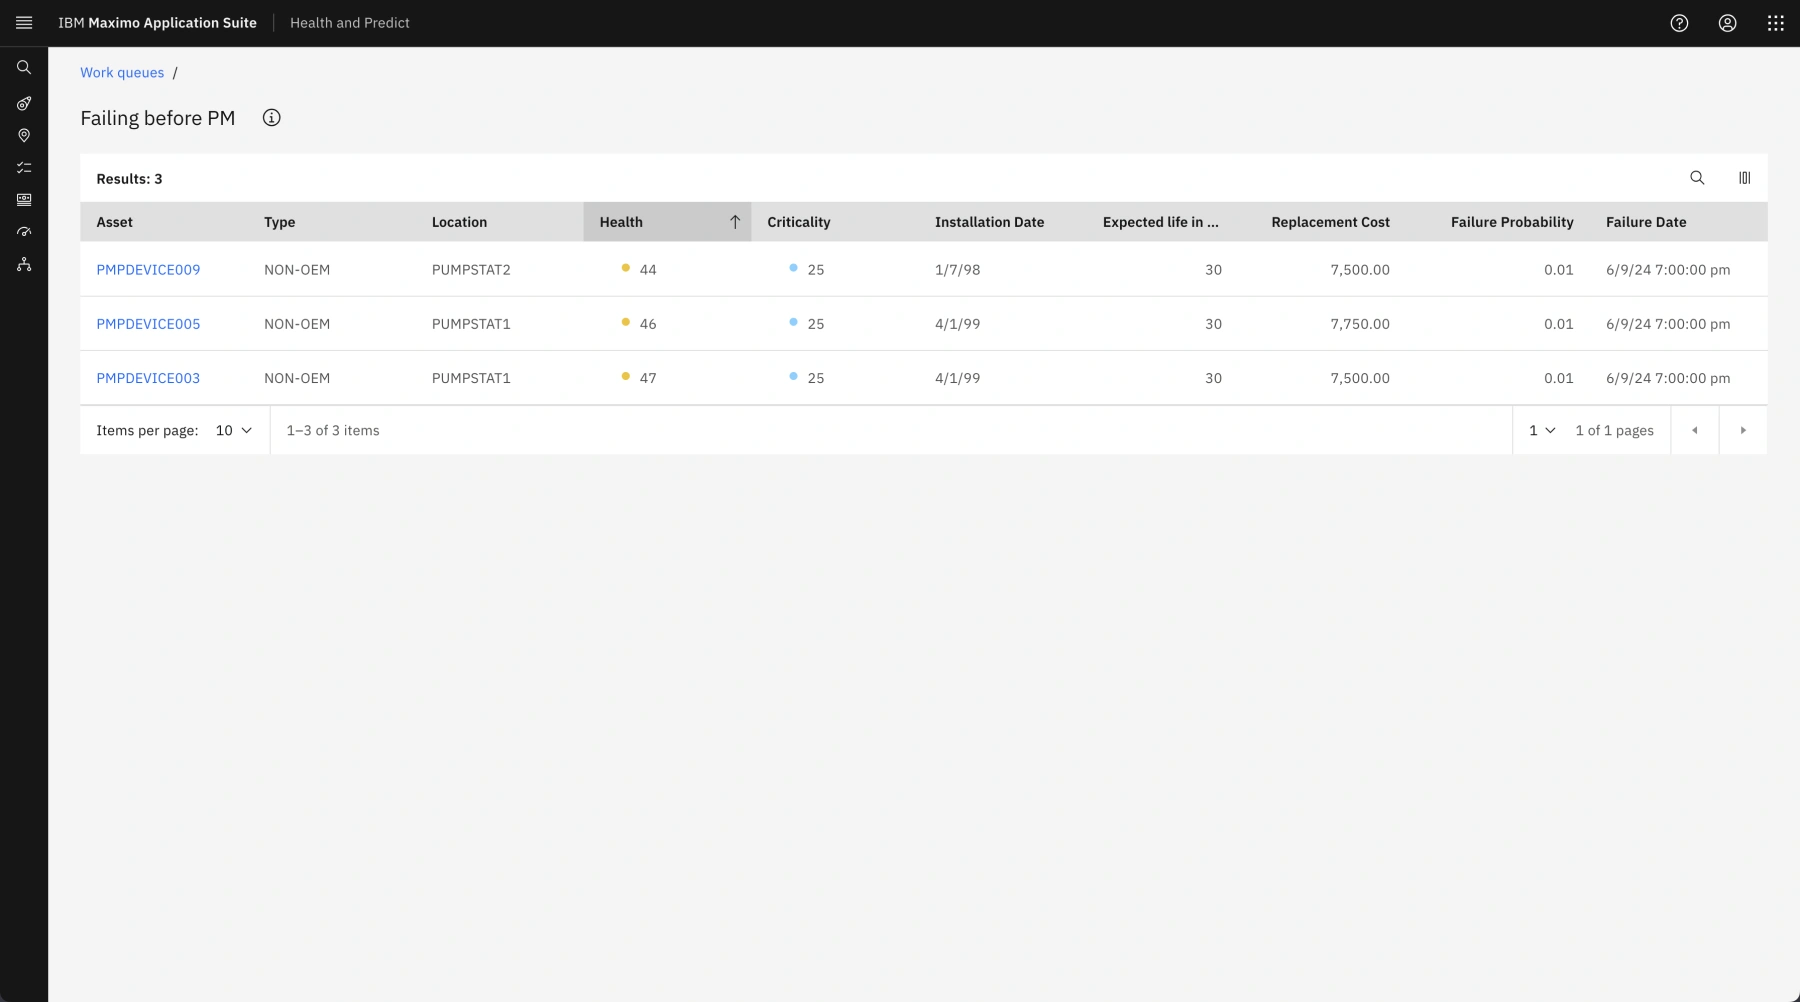 IBM Maximo Application Suite Health and Predict
Work queues /
Failing before PM
Results: 3
Asset Type Location Health Criticality Installation Date Expected life in ... Replacement Cost Failure Probability Failure Date
PMPDEVICE009 NON-OEM PUMPSTAT2 44 25 1/7/98 30 7,500.00 0.01 6/9/24 7:00:00 pm
PMPDEVICE005 NON-OEM PUMPSTAT1 46 25 4/1/99 30 7,750.00 0.01 6/9/24 7:00:00 pm
PMPDEVICE003 NON-OEM PUMPSTAT1 47 25 4/1/99 30 7,500.00 0.01 6/9/24 7:00:00 pm
Items per page: 10 1–3 of 3 items 1 1 of 1 pages